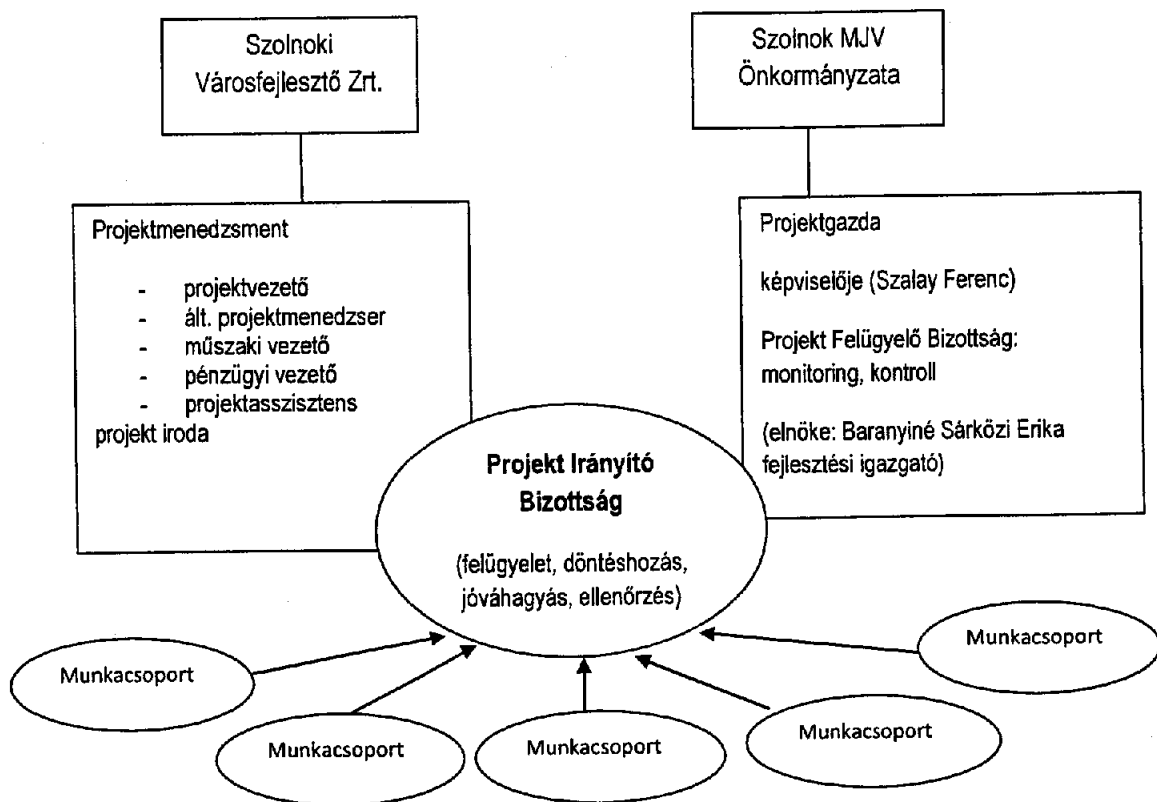 Szolnoki
Városfejlesztő Zrt.
Szolnok MJV
Önkormányzata
Projektmenedzsment
- projektvezető
- ált. projektmenedzser
- műszaki vezető
- pénzügyi vezető
- projektasszisztens
projekt iroda
Projektgazda
képviselője (Szalay Ferenc)
Projekt Felügyelő Bizottság:
monitoring, kontroll
(elnöke: Baranyiné Sárközi Erika
fejlesztési igazgató)
Projekt Irányító
Bizottság
(felügyelet, döntéshozás,
jóváhagyás, ellenőrzés)
Munkacsoport
Munkacsoport
Munkacsoport
Munkacsoport
Munkacsoport